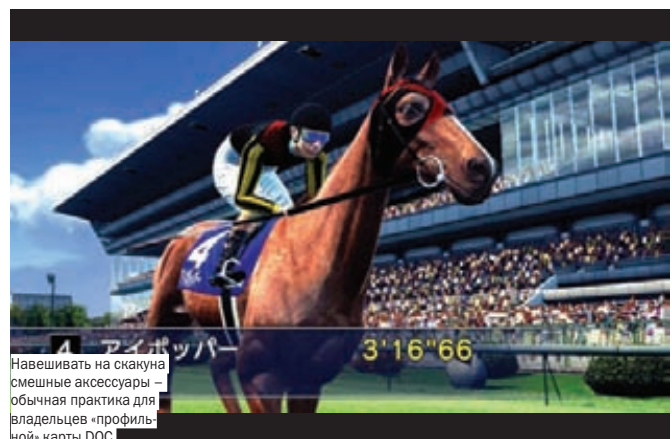 4
4 アイポッパー 3'16"66
Навешивать на скакуна
смешные аксессуары –
обычная практика для
владельцев «профиль-
ной» карты DOC.